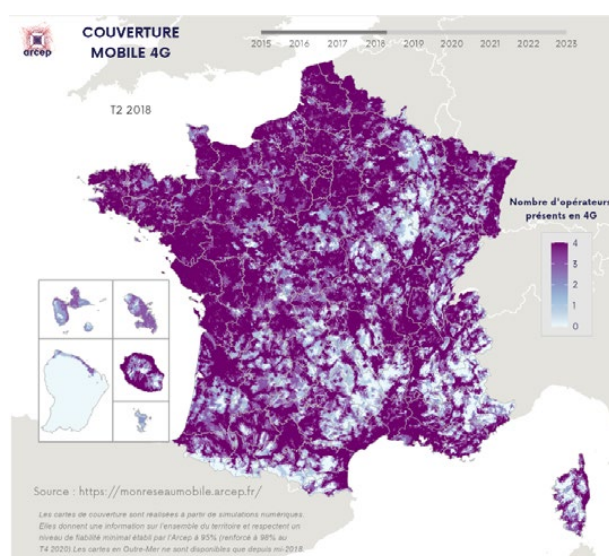 arcep
COUVERTURE
MOBILE 4G
2015 2016 2017 2018 2019 2020 2021 2022 2023
T2 2018
Nombre d'opérateurs
présents en 4G
4
3
2
1
0
Source : https://monreseaumobile.arcep.fr/
Les cartes de couverture sont réalisées à partir de simulations numériques.
Elles donnent une information sur l'ensemble du territoire et respectent un
niveau de fiabilité minimal établi par l'Arcep à 95% (renforcé à 98% au
T4 2020) Les cartes en Outre-Mer ne sont disponibles que depuis mi-2018